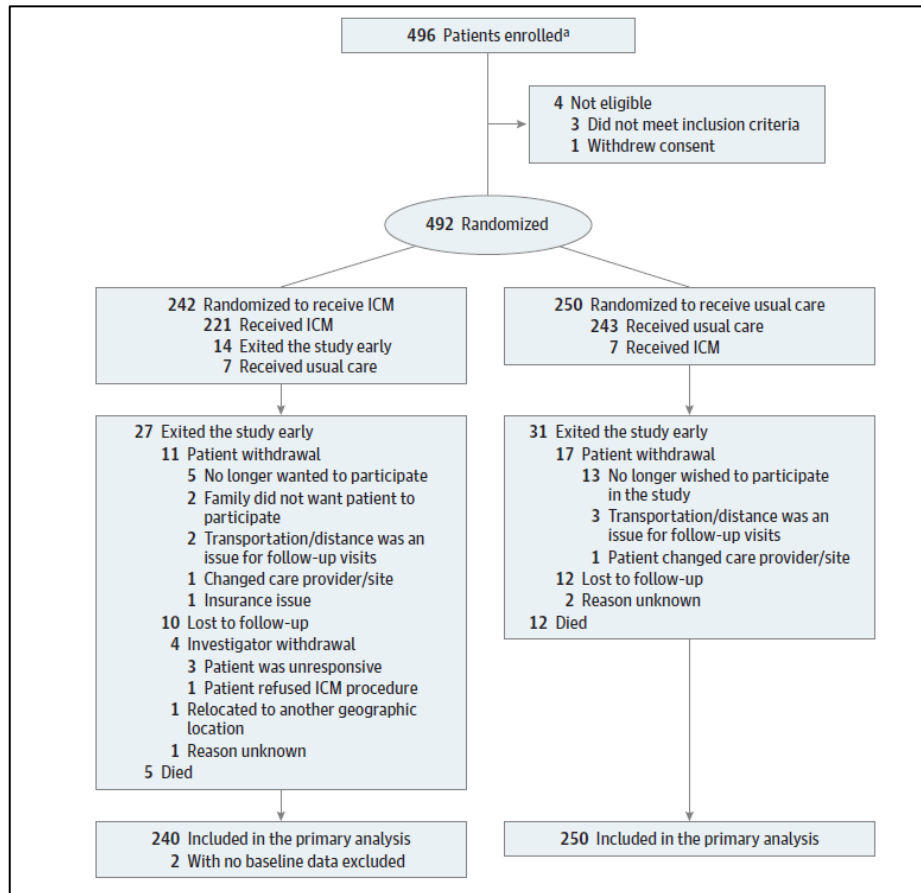 496 Patients enrolledᵃ
4 Not eligible
3 Did not meet inclusion criteria
1 Withdrew consent
492 Randomized
242 Randomized to receive ICM
221 Received ICM
14 Exited the study early
7 Received usual care
250 Randomized to receive usual care
243 Received usual care
7 Received ICM
27 Exited the study early
11 Patient withdrawal
5 No longer wanted to participate
2 Family did not want patient to
participate
2 Transportation/distance was an
issue for follow-up visits
1 Changed care provider/site
1 Insurance issue
10 Lost to follow-up
4 Investigator withdrawal
3 Patient was unresponsive
1 Patient refused ICM procedure
1 Relocated to another geographic
location
1 Reason unknown
5 Died
31 Exited the study early
17 Patient withdrawal
13 No longer wished to participate
in the study
3 Transportation/distance was an
issue for follow-up visits
1 Patient changed care provider/site
12 Lost to follow-up
2 Reason unknown
12 Died
240 Included in the primary analysis
2 With no baseline data excluded
250 Included in the primary analysis